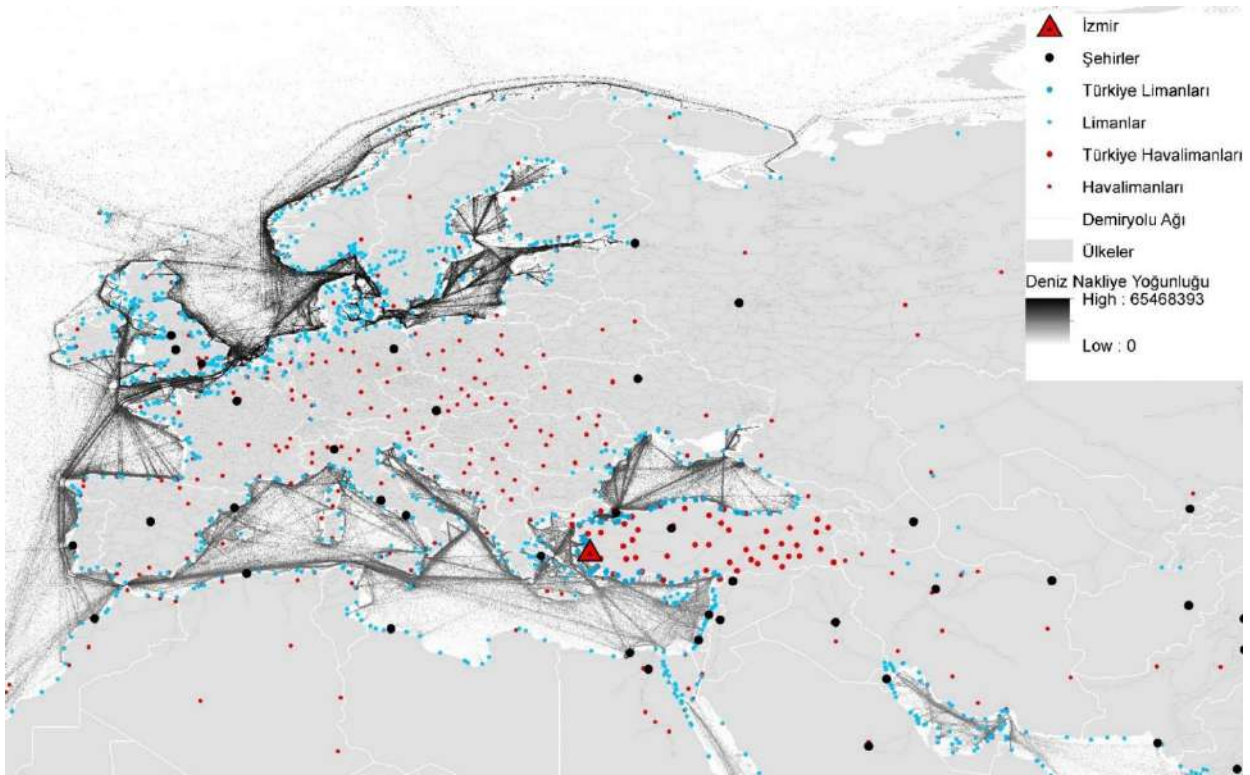 İzmir
Şehirler
Türkiye Limanları
Limanlar
Türkiye Havalimanları
Havalimanları
Demiryolu Ağı
Ülkeler
Deniz Nakliye Yoğunluğu
High : 65468393
Low : 0